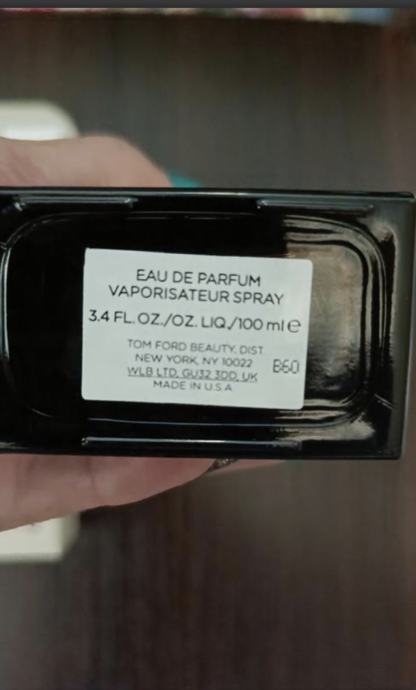 EAU DE PARFUM
VAPORISATEUR SPRAY
3.4 FL. OZ./OZ. LIQ./100 ml ℮
TOM FORD BEAUTY, DIST.
NEW YORK, NY 10022
WLB LTD, GU32 3DD, UK
MADE IN U.S.A.
B60